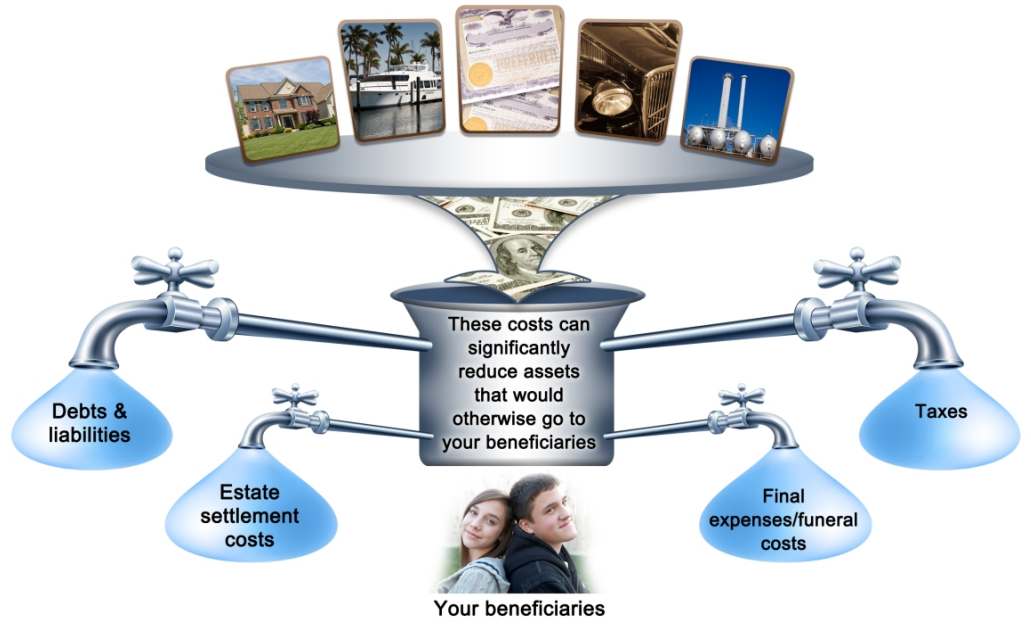 PREFERRED
These costs can
significantly
reduce assets
that would
otherwise go to
your beneficiaries
Debts &
liabilities
Taxes
Estate
settlement
costs
Final
expenses/funeral
costs
Your beneficiaries